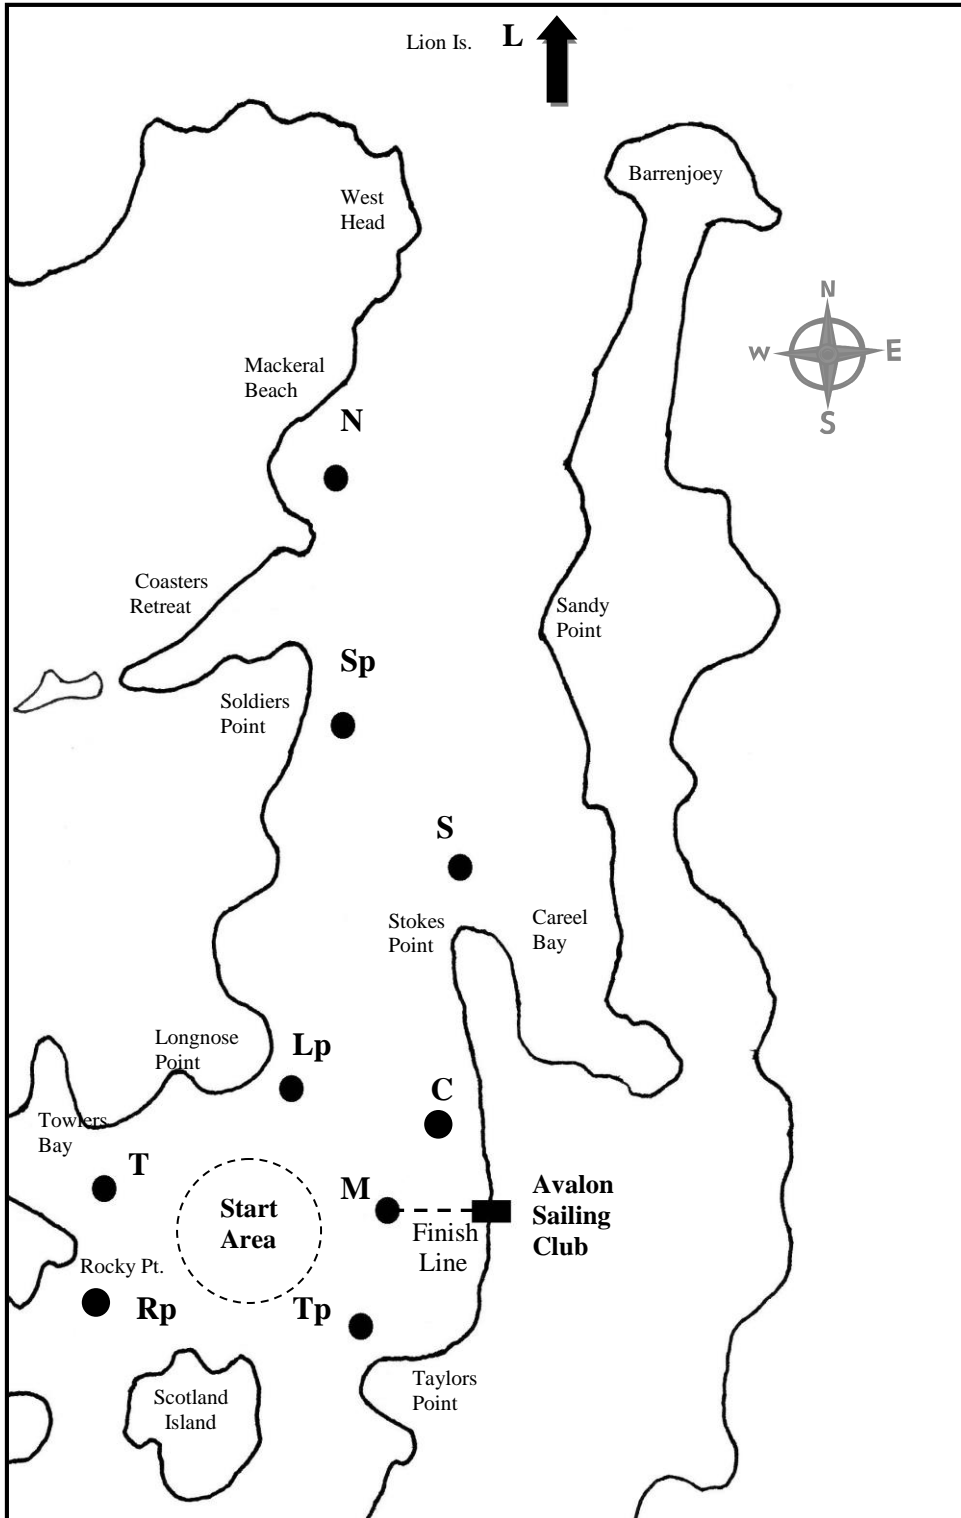 Lion Is.
L
Barrenjoey
West
Head
N
W
E
S
Mackeral
Beach
N
Coasters
Retreat
Sandy
Point
Sp
Soldiers
Point
S
Stokes
Point
Careel
Bay
Longnose
Point
Lp
C
Towlers
Bay
T
M
Start
Area
Finish
Line
Avalon
Sailing
Club
Rocky Pt.
Rp
Tp
Taylors
Point
Scotland
Island